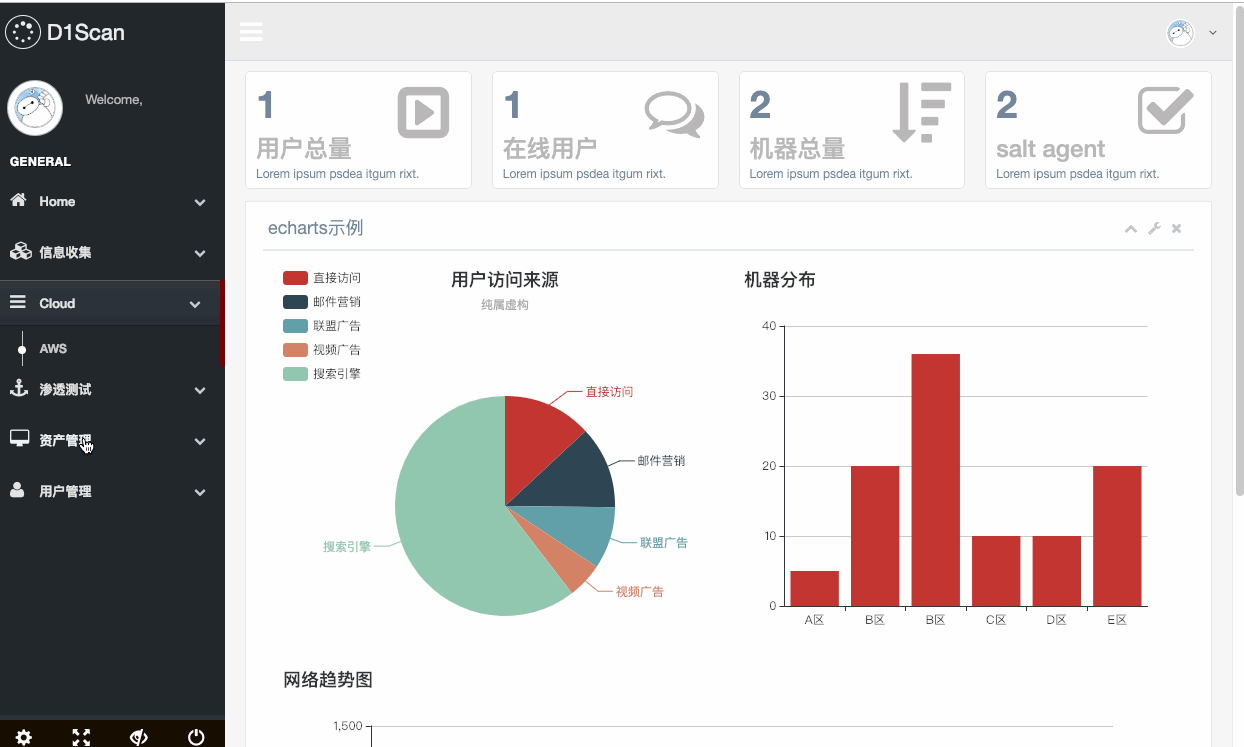 D1Scan
Welcome,
GENERAL
Home
信息收集
Cloud
AWS
渗透测试
资产管理
用户管理
1
用户总量
Lorem ipsum psdea itgum rixt.
1
在线用户
Lorem ipsum psdea itgum rixt.
2
机器总量
Lorem ipsum psdea itgum rixt.
2
salt agent
Lorem ipsum psdea itgum rixt.
echarts示例
直接访问
邮件营销
联盟广告
视频广告
搜索引擎
用户访问来源
纯属虚构
直接访问
邮件营销
联盟广告
视频广告
搜索引擎
机器分布
40
30
20
10
0
A区
B区
B区
C区
D区
E区
网络趋势图
1,500